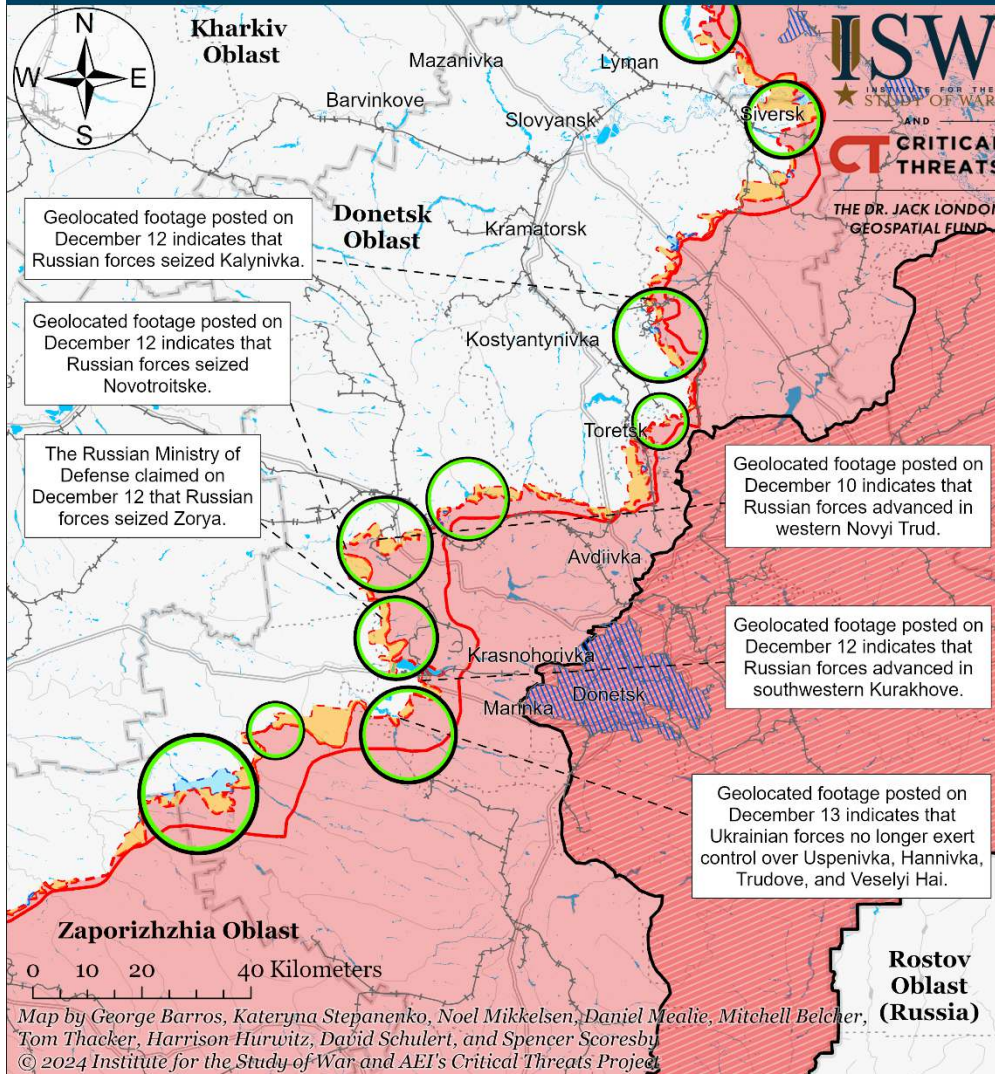 N
W
E
S
Kharkiv
Oblast
Mazanivka
Lyman
Barvinkove
Slovyansk
Siversk
ISW
INSTITUTE FOR THE
STUDY OF WAR
AND
CT CRITICAL
THREATS
THE DR. JACK LONDON
GEOSPATIAL FUND
Geolocated footage posted on
December 12 indicates that
Russian forces seized Kalynivka.
Donetsk
Oblast
Kramatorsk
Geolocated footage posted on
December 12 indicates that
Russian forces seized
Novotroitske.
Kostyantynivka
Toretsk
The Russian Ministry of
Defense claimed on
December 12 that Russian
forces seized Zorya.
Geolocated footage posted on
December 10 indicates that
Russian forces advanced in
western Novyi Trud.
Avdiivka
Geolocated footage posted on
December 12 indicates that
Russian forces advanced in
southwestern Kurakhove.
Krasnohorivka
Marinka
Donetsk
Geolocated footage posted on
December 13 indicates that
Ukrainian forces no longer exert
control over Uspenivka, Hannivka,
Trudove, and Veselyi Hai.
Zaporizhzhia Oblast
0 10 20 40 Kilometers
Rostov
Oblast
(Russia)
Map by George Barros, Kateryna Stepanenko, Noel Mikkelsen, Daniel Mealie, Mitchell Belcher,
Tom Thacker, Harrison Hurwitz, David Schulert, and Spencer Scoresby
© 2024 Institute for the Study of War and AEI's Critical Threats Project